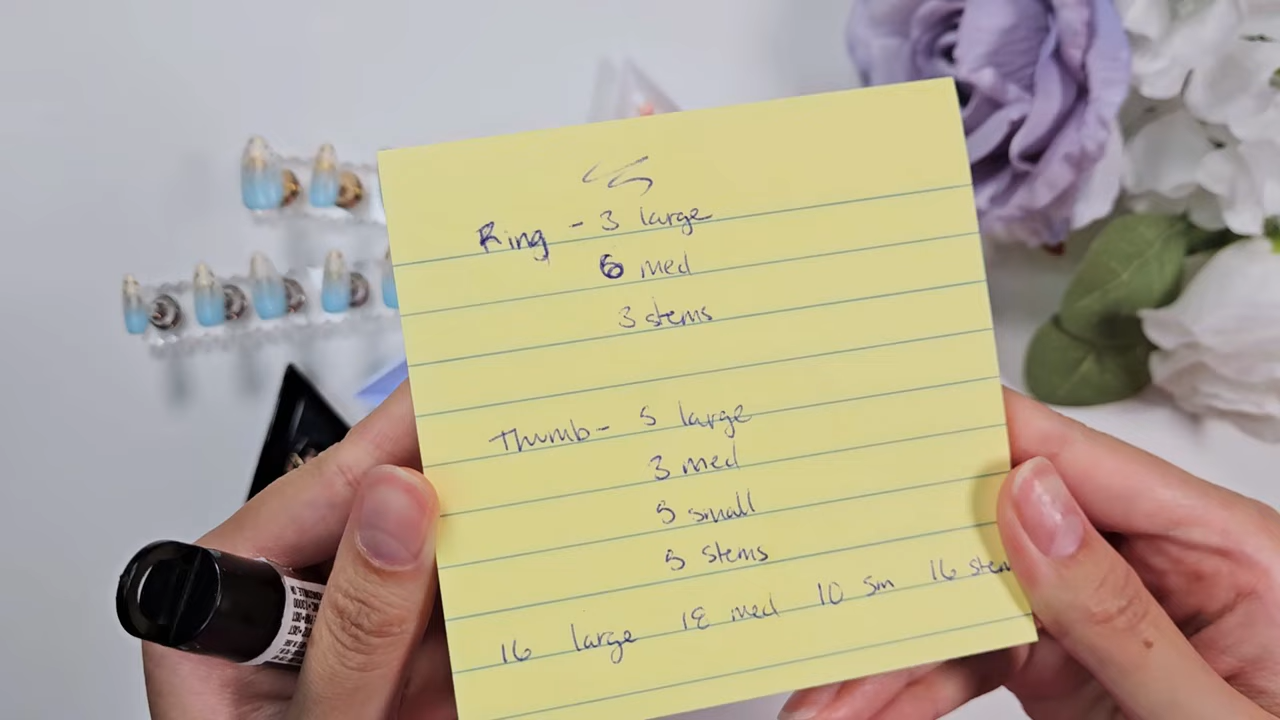 Ring - 3 large
6 med
3 stems
Thumb - 5 large
3 med
5 small
5 stems
16 large 18 med 10 sm 16 stem